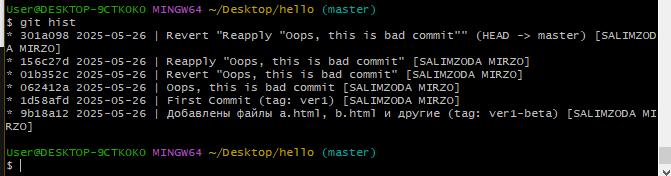 User@DESKTOP-9CTKOKO MINGW64 ~/Desktop/hello (master)
$ git hist
* 301a098 2025-05-26 | Revert "Reapply "Oops, this is bad commit"" (HEAD -> master) [SALIMZOD
A MIRZO]
* 156c27d 2025-05-26 | Reapply "Oops, this is bad commit" [SALIMZODA MIRZO]
* 01b352c 2025-05-26 | Revert "Oops, this is bad commit" [SALIMZODA MIRZO]
* 062412a 2025-05-26 | Oops, this is bad commit [SALIMZODA MIRZO]
* 1d58afd 2025-05-26 | First Commit (tag: ver1) [SALIMZODA MIRZO]
* 9b18a12 2025-05-26 | Добавлены файлы a.html, b.html и другие (tag: ver1-beta) [SALIMZODA MI
RZO]
User@DESKTOP-9CTKOKO MINGW64 ~/Desktop/hello (master)
$